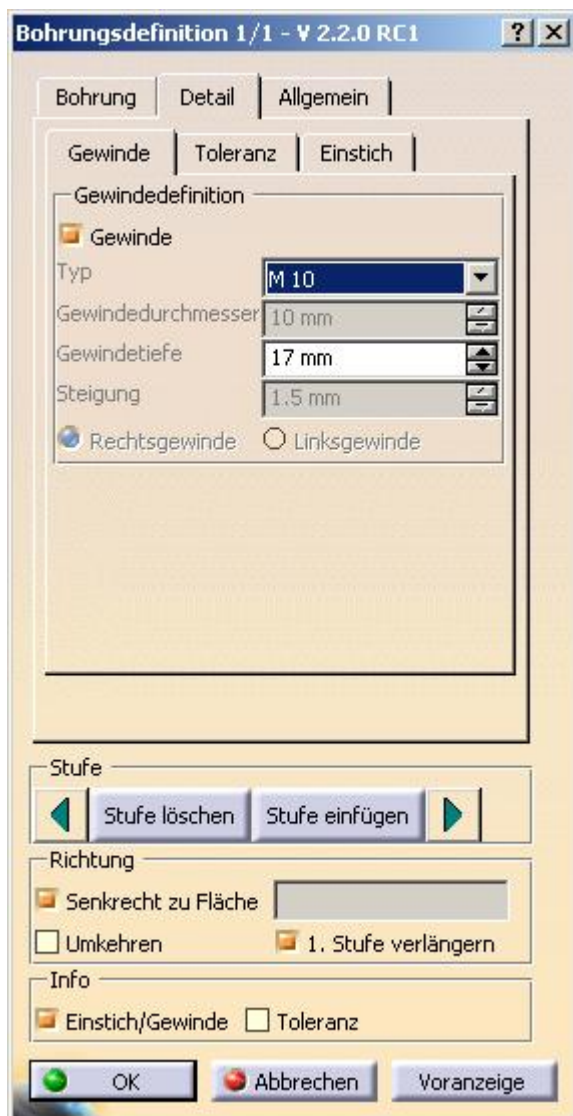 Bohrungsdefinition 1/1 - V 2.2.0 RC1 ? X
Bohrung Detail Allgemein
Gewinde Toleranz Einstich
Gewindedefinition
Gewinde
Typ M 10
Gewindedurchmesser 10 mm
Gewindetiefe 17 mm
Steigung 1.5 mm
Rechtsgewinde Linksgewinde
Stufe
Stufe löschen Stufe einfügen
Richtung
Senkrecht zu Fläche
Umkehren 1. Stufe verlängern
Info
Einstich/Gewinde Toleranz
OK Abbrechen Voranzeige